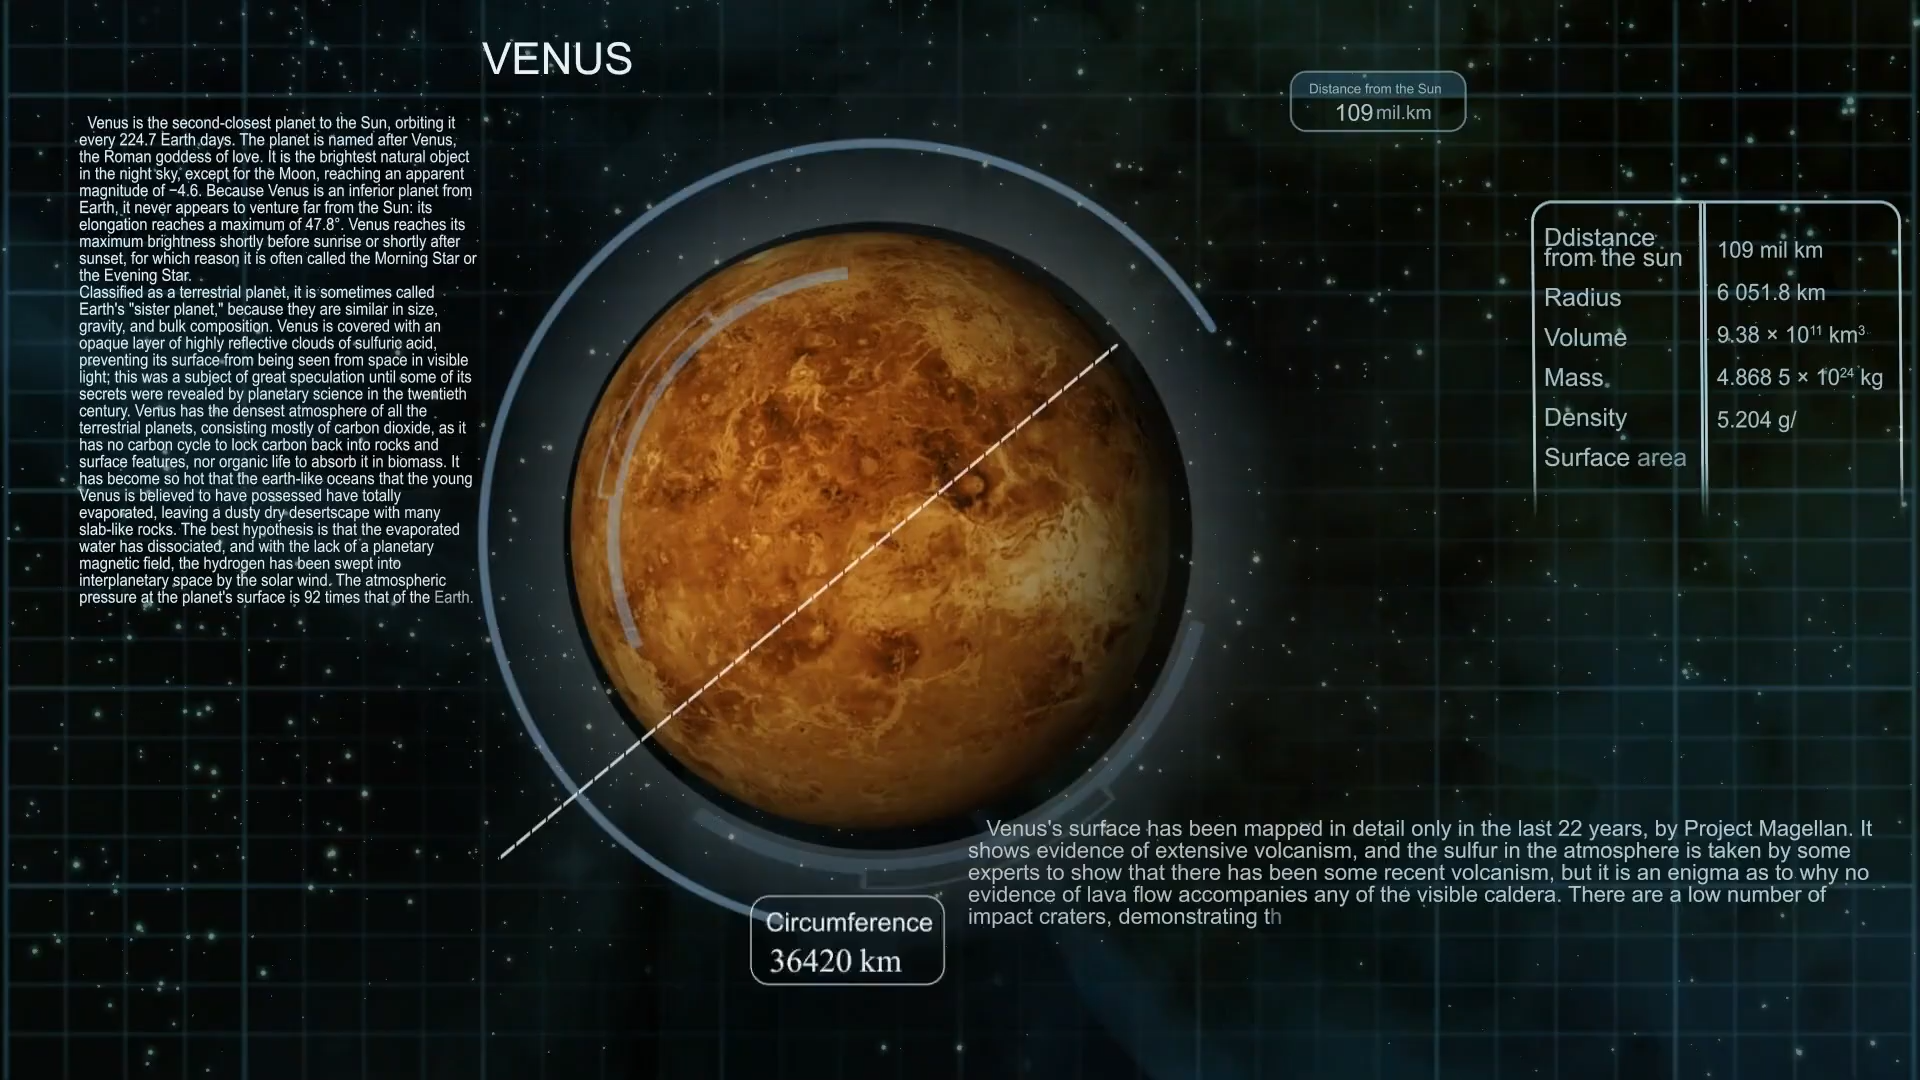 VENUS
Venus is the second-closest planet to the Sun, orbiting it
every 224.7 Earth days. The planet is named after Venus,
the Roman goddess of love. It is the brightest natural object
in the night sky, except for the Moon, reaching an apparent
magnitude of −4.6. Because Venus is an inferior planet from
Earth, it never appears to venture far from the Sun: its
elongation reaches a maximum of 47.8°. Venus reaches its
maximum brightness shortly before sunrise or shortly after
sunset, for which reason it is often called the Morning Star or
the Evening Star.
Classified as a terrestrial planet, it is sometimes called
Earth's "sister planet," because they are similar in size,
gravity, and bulk composition. Venus is covered with an
opaque layer of highly reflective clouds of sulfuric acid,
preventing its surface from being seen from space in visible
light; this was a subject of great speculation until some of its
secrets were revealed by planetary science in the twentieth
century. Venus has the densest atmosphere of all the
terrestrial planets, consisting mostly of carbon dioxide, as it
has no carbon cycle to lock carbon back into rocks and
surface features, nor organic life to absorb it in biomass. It
has become so hot that the earth-like oceans that the young
Venus is believed to have possessed have totally
evaporated, leaving a dusty dry desertscape with many
slab-like rocks. The best hypothesis is that the evaporated
water has dissociated, and with the lack of a planetary
magnetic field, the hydrogen has been swept into
interplanetary space by the solar wind. The atmospheric
pressure at the planet's surface is 92 times that of the Earth.
Distance from the Sun
109 mil.km
Ddistance
from the sun 109 mil km
Radius 6 051.8 km
Volume 9.38 × 10¹¹ km³
Mass 4.868 5 × 10²⁴ kg
Density 5.204 g/
Surface area
Venus's surface has been mapped in detail only in the last 22 years, by Project Magellan. It
shows evidence of extensive volcanism, and the sulfur in the atmosphere is taken by some
experts to show that there has been some recent volcanism, but it is an enigma as to why no
evidence of lava flow accompanies any of the visible caldera. There are a low number of
impact craters, demonstrating th
Circumference
36420 km